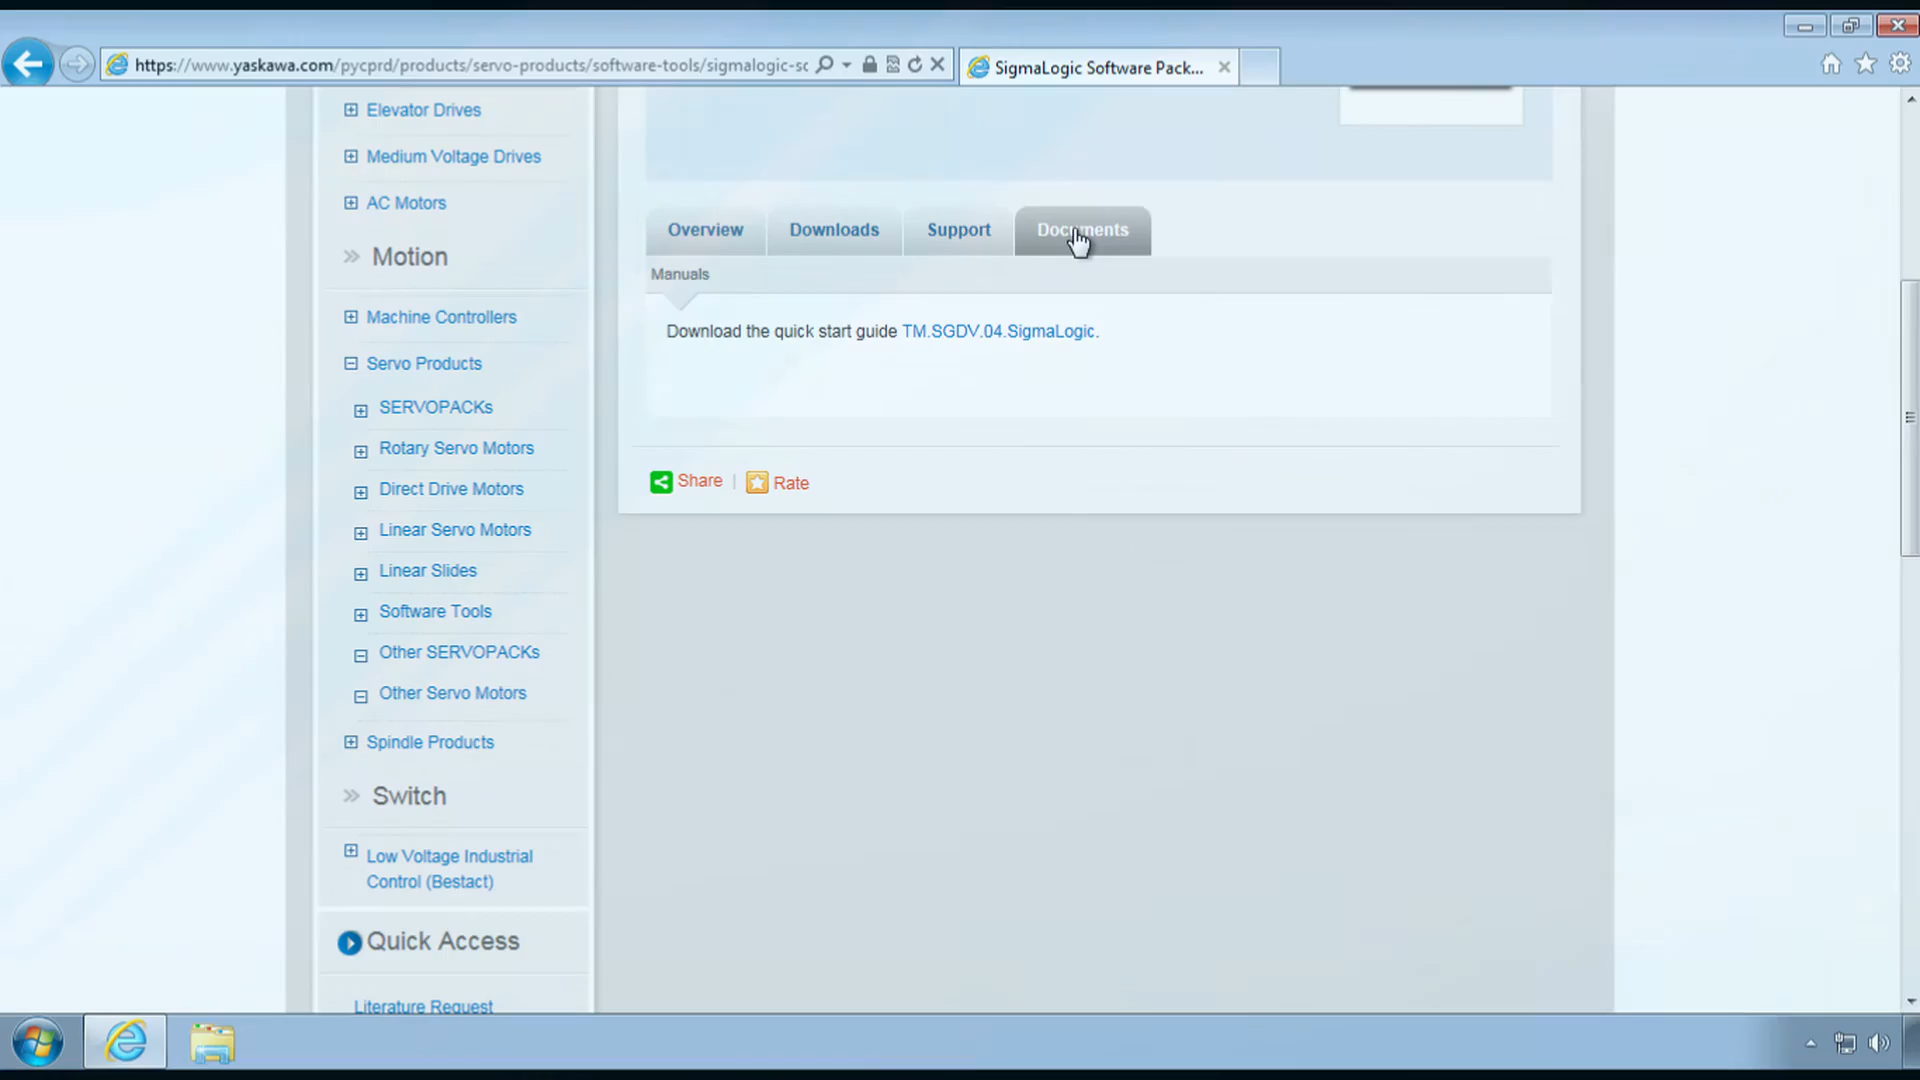 https://www.yaskawa.com/pycprd/products/servo-products/software-tools/sigmalogic-sc
SigmaLogic Software Pack...
Elevator Drives
Medium Voltage Drives
AC Motors
Motion
Machine Controllers
Servo Products
SERVOPACKs
Rotary Servo Motors
Direct Drive Motors
Linear Servo Motors
Linear Slides
Software Tools
Other SERVOPACKs
Other Servo Motors
Spindle Products
Switch
Low Voltage Industrial
Control (Bestact)
Quick Access
Literature Request
Overview
Downloads
Support
Documents
Manuals
Download the quick start guide TM.SGDV.04.SigmaLogic.
Share | Rate